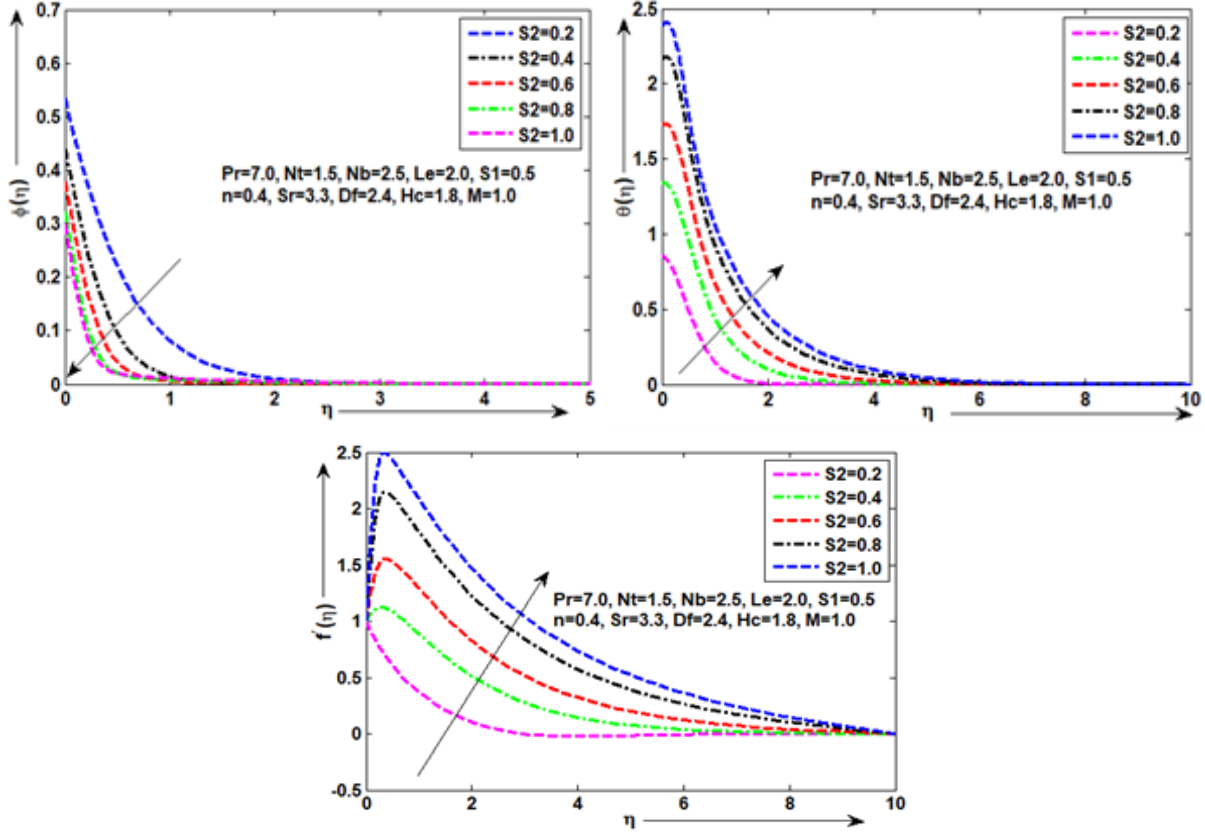 0.7
0.6
0.5
0.4
0.3
0.2
0.1
0
ϕ(η)
S2=0.2
S2=0.4
S2=0.6
S2=0.8
S2=1.0
Pr=7.0, Nt=1.5, Nb=2.5, Le=2.0, S1=0.5
n=0.4, Sr=3.3, Df=2.4, Hc=1.8, M=1.0
0 1 2 3 4 5
η
2.5
2
1.5
1
0.5
0
θ(η)
S2=0.2
S2=0.4
S2=0.6
S2=0.8
S2=1.0
Pr=7.0, Nt=1.5, Nb=2.5, Le=2.0, S1=0.5
n=0.4, Sr=3.3, Df=2.4, Hc=1.8, M=1.0
0 2 4 6 8 10
η
2.5
2
1.5
1
0.5
0
-0.5
f'(η)
S2=0.2
S2=0.4
S2=0.6
S2=0.8
S2=1.0
Pr=7.0, Nt=1.5, Nb=2.5, Le=2.0, S1=0.5
n=0.4, Sr=3.3, Df=2.4, Hc=1.8, M=1.0
0 2 4 6 8 10
η